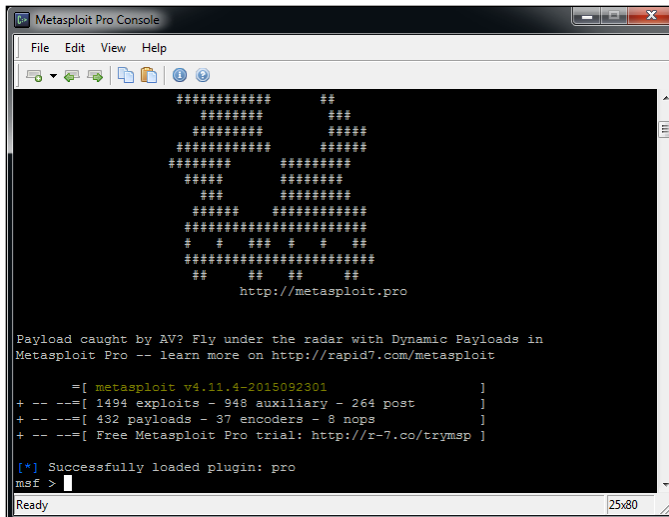 Metasploit Pro Console
File Edit View Help
############      ##
########        ###
#########        #####
############      ######
########      #########
#####       ########
###       #########
######    ############
#######################
#   #   ###  #   #   ##
########################
##     ##   ##     ##
http://metasploit.pro
Payload caught by AV? Fly under the radar with Dynamic Payloads in
Metasploit Pro -- learn more on http://rapid7.com/metasploit
=[ metasploit v4.11.4-2015092301 ]
+ -- --=[ 1494 exploits - 948 auxiliary - 264 post ]
+ -- --=[ 432 payloads - 37 encoders - 8 nops ]
+ -- --=[ Free Metasploit Pro trial: http://r-7.co/trymsp ]
[*] Successfully loaded plugin: pro
msf >
Ready 25x80